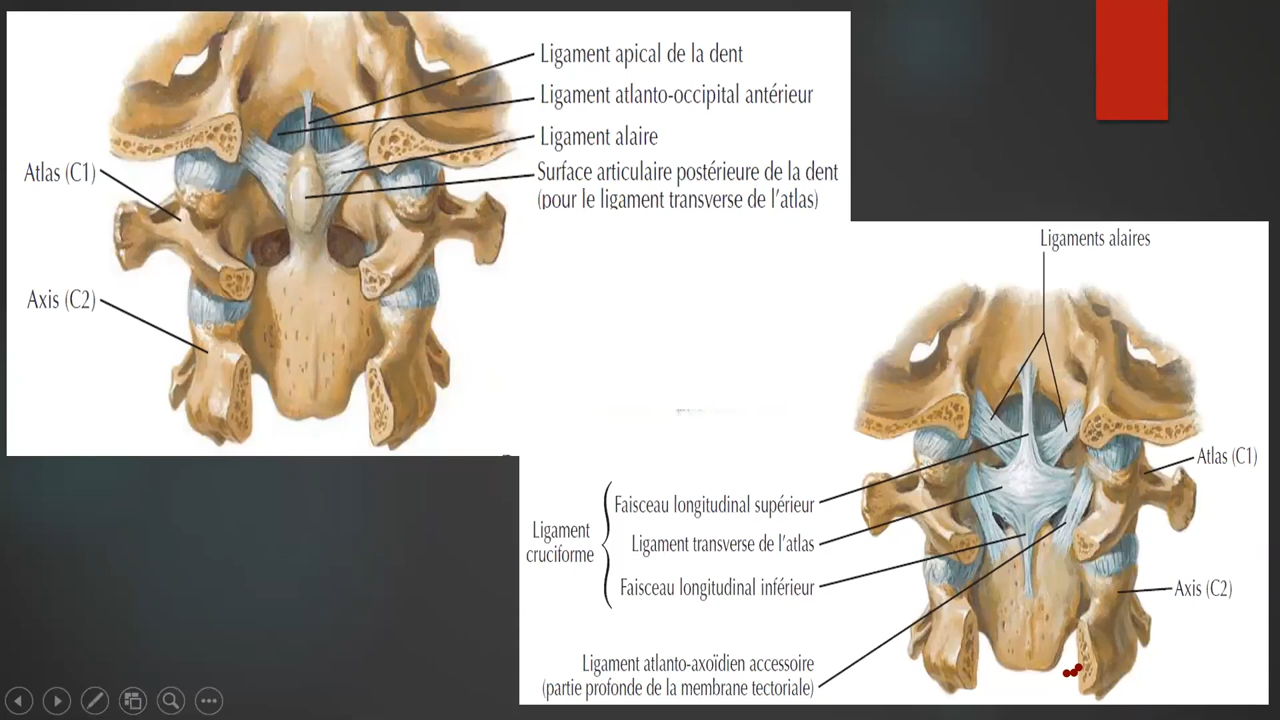 Ligament apical de la dent
Ligament atlanto-occipital antérieur
Ligament alaire
Surface articulaire postérieure de la dent
(pour le ligament transverse de l'atlas)
Atlas (C1)
Axis (C2)
Ligaments alaires
Atlas (C1)
Faisceau longitudinal supérieur
Ligament
cruciforme
Ligament transverse de l'atlas
Faisceau longitudinal inférieur
Axis (C2)
Ligament atlanto-axoïdien accessoire
(partie profonde de la membrane tectoriale)